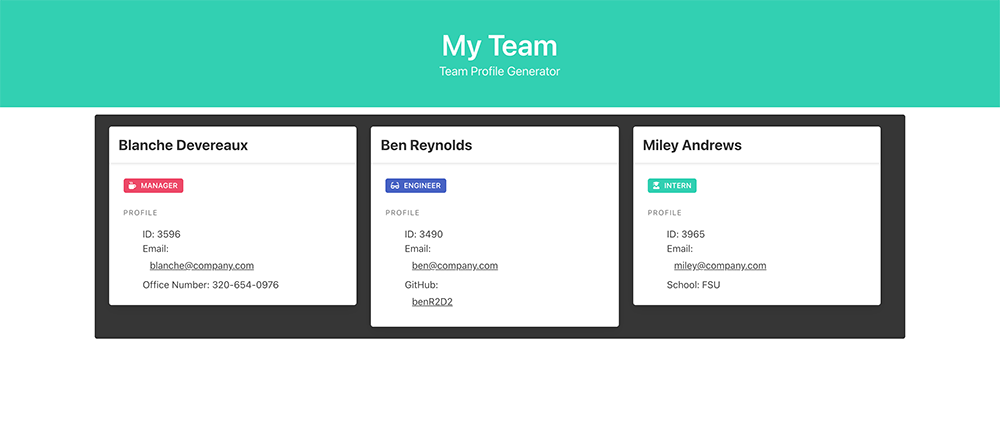 My Team
Team Profile Generator
Blanche Devereaux
MANAGER
PROFILE
ID: 3596
Email:
blanche@company.com
Office Number: 320-654-0976
Ben Reynolds
ENGINEER
PROFILE
ID: 3490
Email:
ben@company.com
GitHub:
benR2D2
Miley Andrews
INTERN
PROFILE
ID: 3965
Email:
miley@company.com
School: FSU